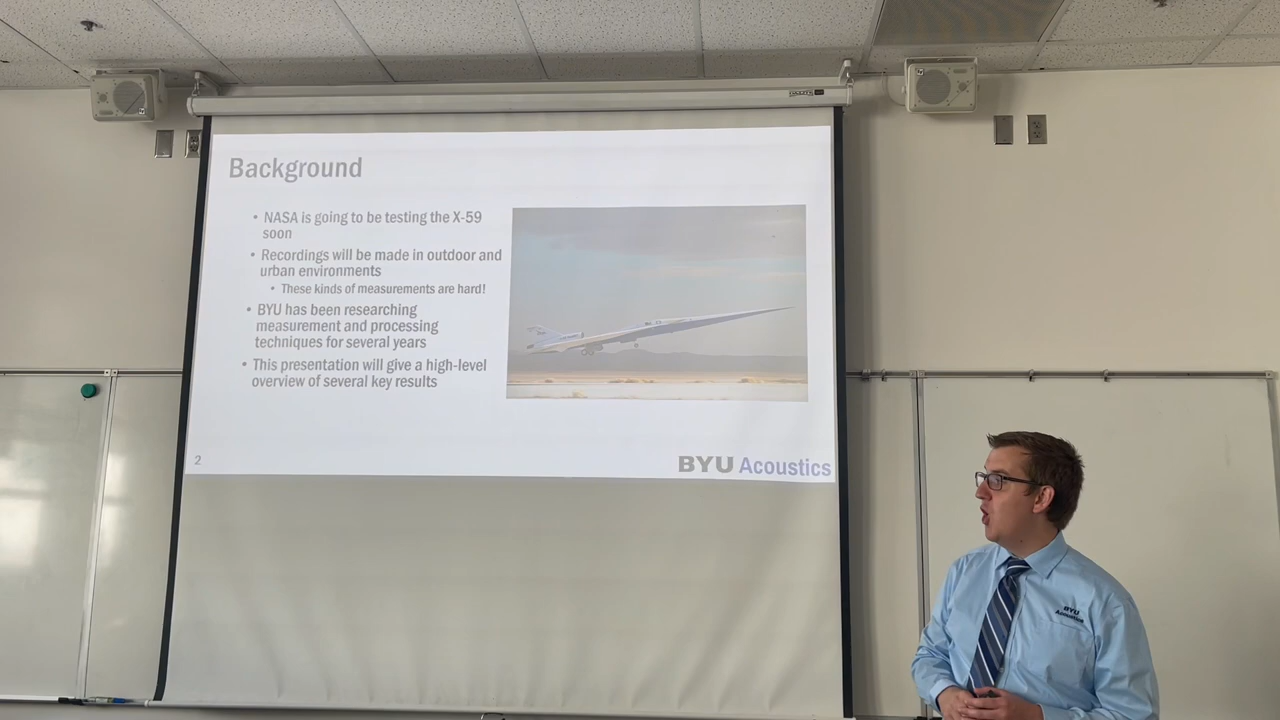 Background
• NASA is going to be testing the X-59
soon
• Recordings will be made in outdoor and
urban environments
• These kinds of measurements are hard!
• BYU has been researching
measurement and processing
techniques for several years
• This presentation will give a high-level
overview of several key results
2
BYU Acoustics
BYU
Acoustics